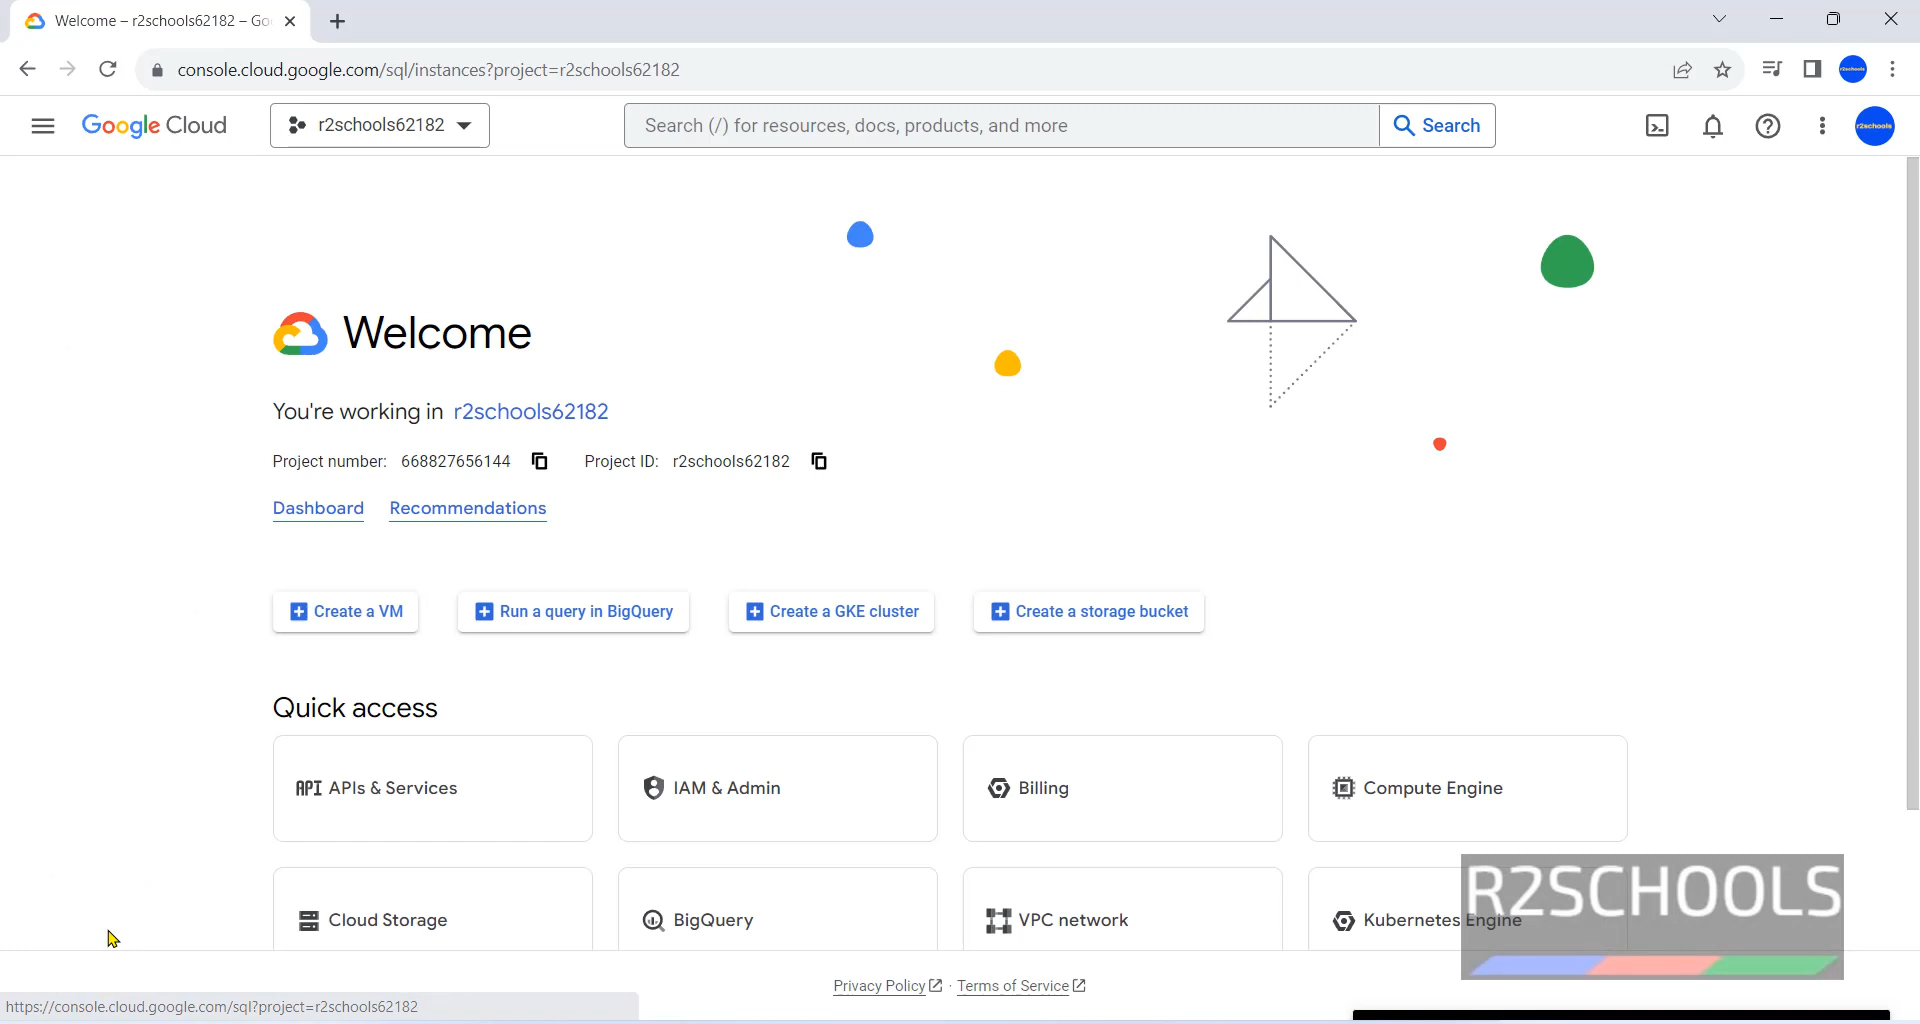 Welcome – r2schools62182 – Go
console.cloud.google.com/sql/instances?project=r2schools62182
r2schools
Google Cloud
r2schools62182
Search (/) for resources, docs, products, and more
Search
r2schools
Welcome
You're working in r2schools62182
Project number: 668827656144
Project ID: r2schools62182
Dashboard
Recommendations
Create a VM
Run a query in BigQuery
Create a GKE cluster
Create a storage bucket
Quick access
API APIs & Services
IAM & Admin
Billing
Compute Engine
Cloud Storage
BigQuery
VPC network
Kubernetes Engine
R2SCHOOLS
Privacy Policy · Terms of Service
https://console.cloud.google.com/sql?project=r2schools62182